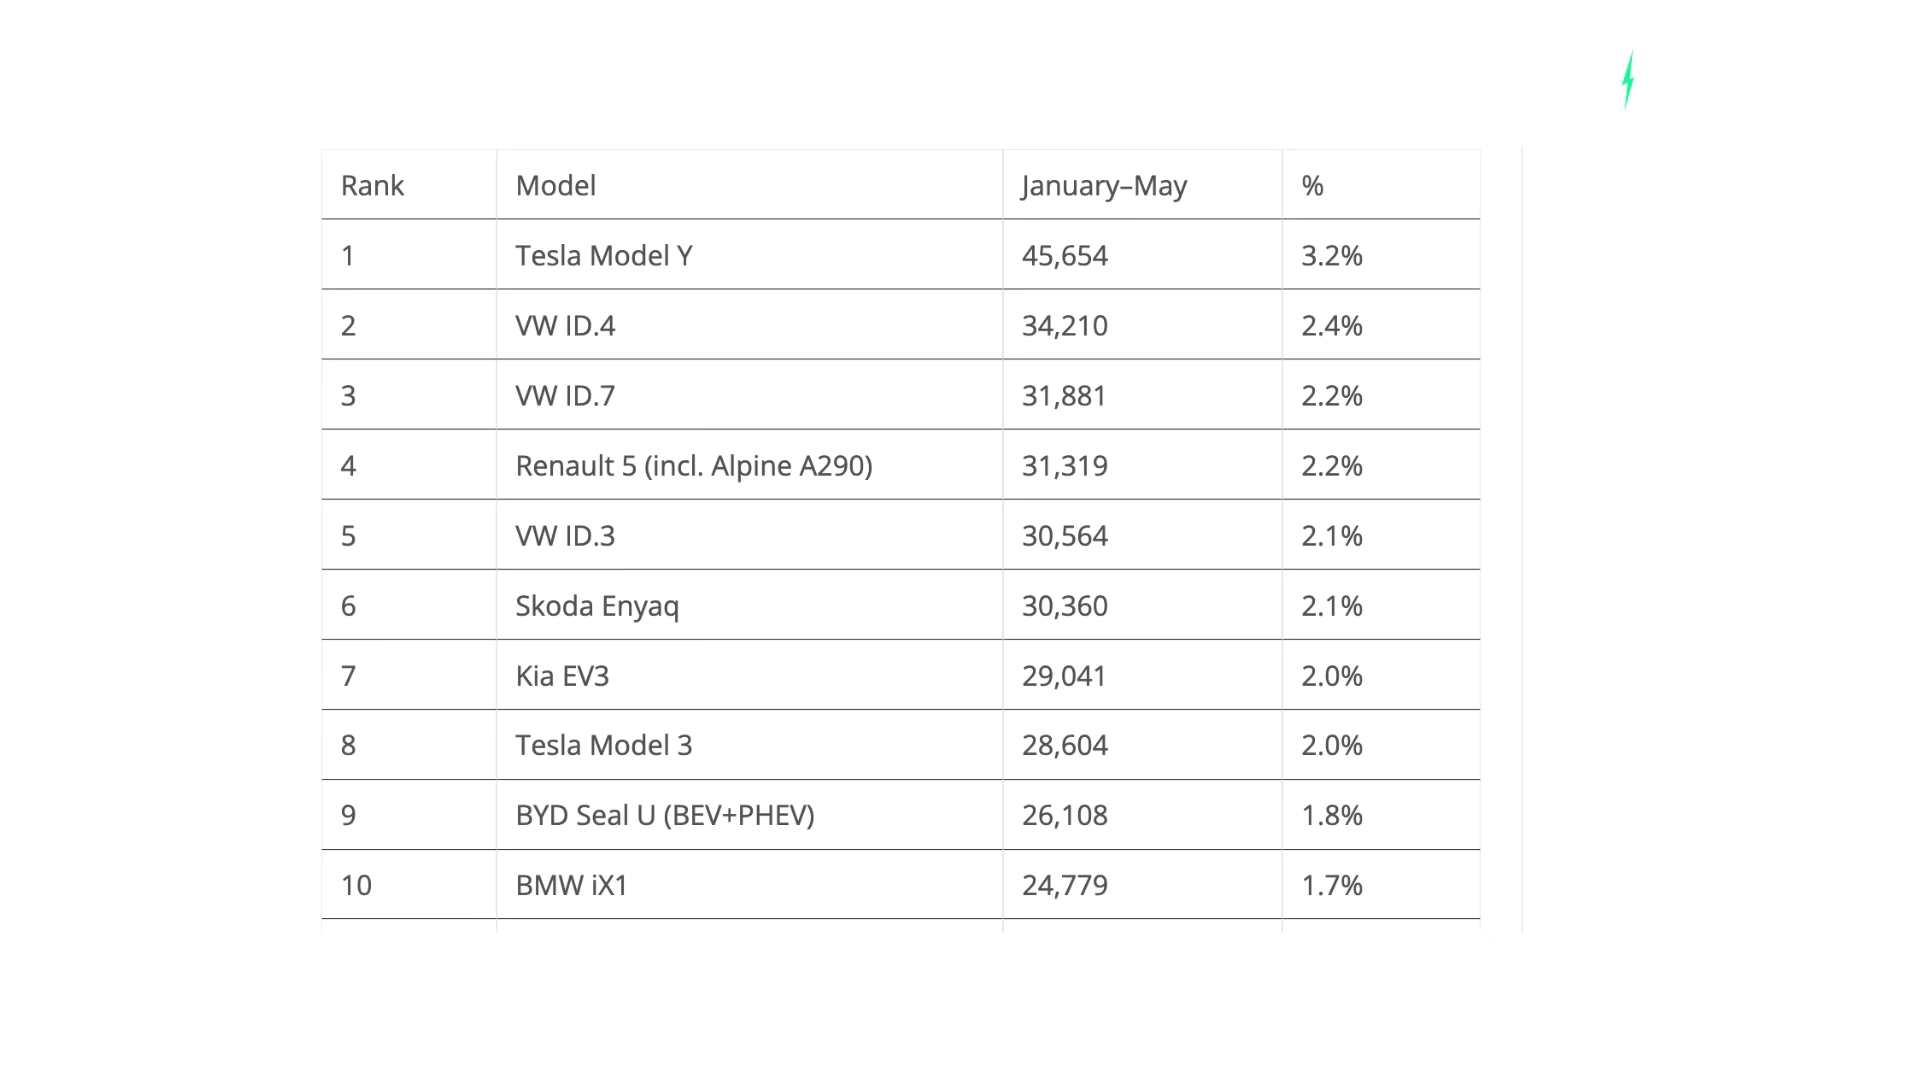 Rank Model January–May %
1 Tesla Model Y 45,654 3.2%
2 VW ID.4 34,210 2.4%
3 VW ID.7 31,881 2.2%
4 Renault 5 (incl. Alpine A290) 31,319 2.2%
5 VW ID.3 30,564 2.1%
6 Skoda Enyaq 30,360 2.1%
7 Kia EV3 29,041 2.0%
8 Tesla Model 3 28,604 2.0%
9 BYD Seal U (BEV+PHEV) 26,108 1.8%
10 BMW iX1 24,779 1.7%